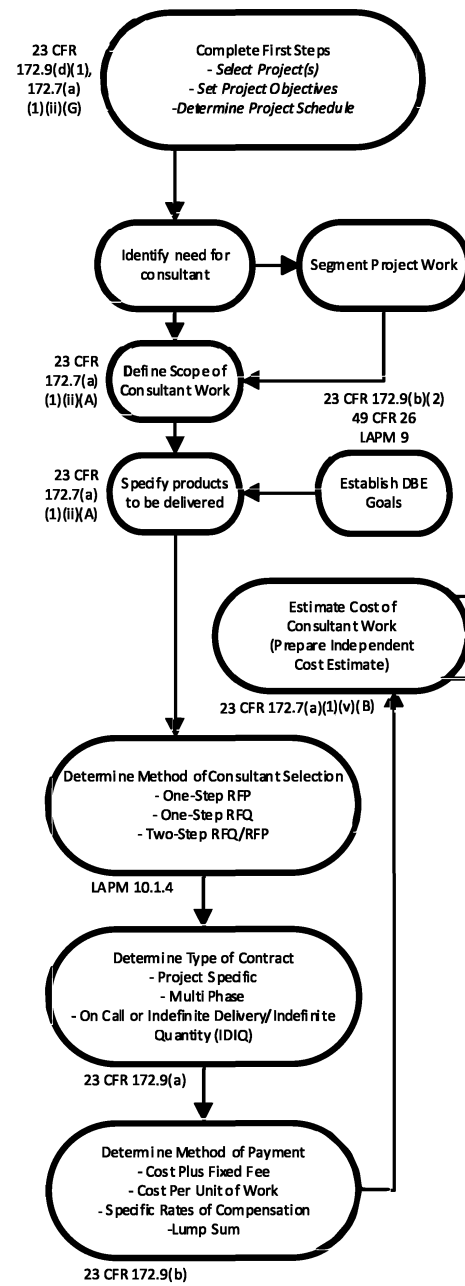 23 CFR
172.9(d)(1),
172.7(a)
(1)(ii)(G)
Complete First Steps
- Select Project(s)
- Set Project Objectives
-Determine Project Schedule
Identify need for
consultant
Segment Project Work
23 CFR
172.7(a)
(1)(ii)(A)
Define Scope of
Consultant Work
23 CFR 172.9(b)(2)
49 CFR 26
LAPM 9
23 CFR
172.7(a)
(1)(ii)(A)
Specify products
to be delivered
Establish DBE
Goals
Estimate Cost of
Consultant Work
(Prepare Independent
Cost Estimate)
23 CFR 172.7(a)(1)(v)(B)
Determine Method of Consultant Selection
- One-Step RFP
- One-Step RFQ
- Two-Step RFQ/RFP
LAPM 10.1.4
Determine Type of Contract
- Project Specific
- Multi Phase
- On Call or Indefinite Delivery/Indefinite
Quantity (IDIQ)
23 CFR 172.9(a)
Determine Method of Payment
- Cost Plus Fixed Fee
- Cost Per Unit of Work
- Specific Rates of Compensation
-Lump Sum
23 CFR 172.9(b)